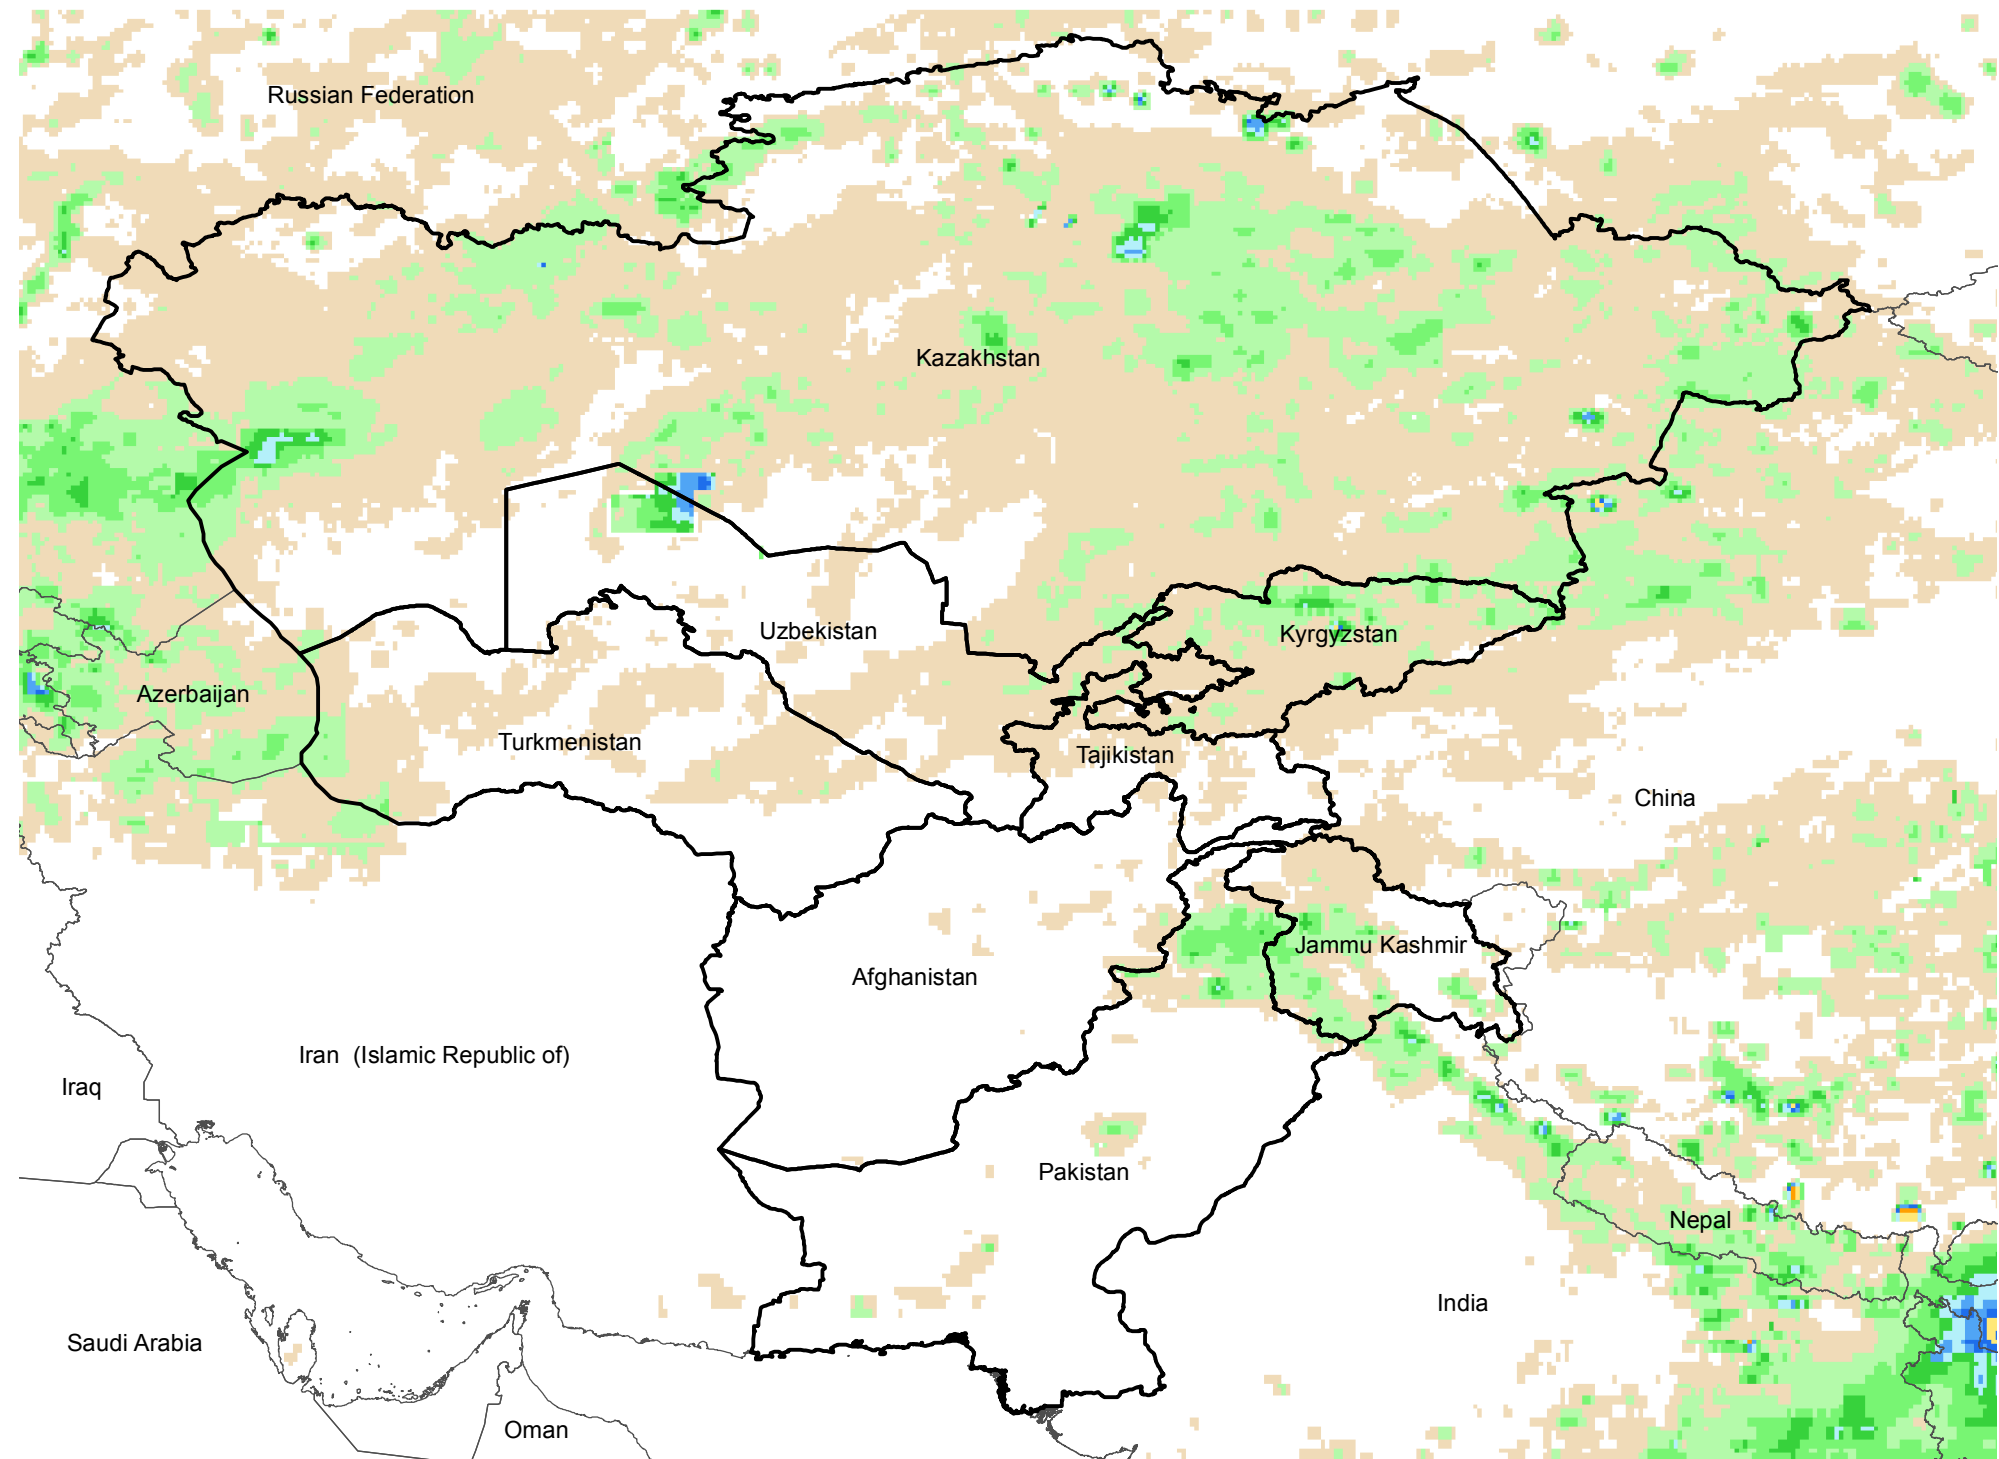 Russian Federation
Kazakhstan
Uzbekistan
Kyrgyzstan
Azerbaijan
Turkmenistan
Tajikistan
China
Jammu Kashmir
Afghanistan
Iran  (Islamic Republic of)
Iraq
Pakistan
Nepal
India
Saudi Arabia
Oman